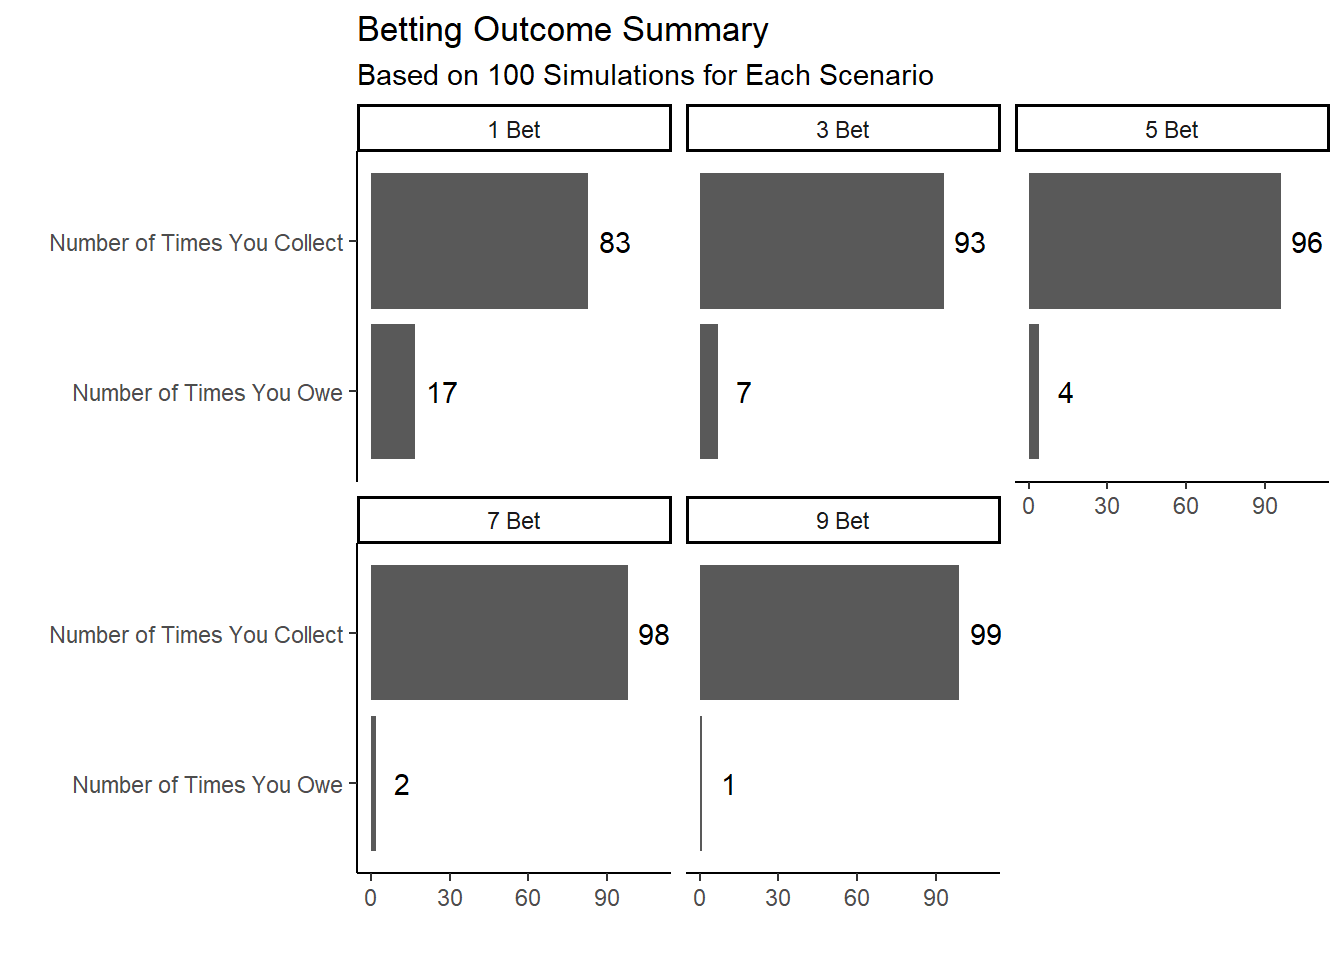 Betting Outcome Summary
Based on 100 Simulations for Each Scenario
1 Bet
3 Bet
5 Bet
Number of Times You Collect
83
93
96
Number of Times You Owe
17
7
4
0 30 60 90
7 Bet
9 Bet
Number of Times You Collect
98
99
Number of Times You Owe
2
1
0 30 60 90
0 30 60 90